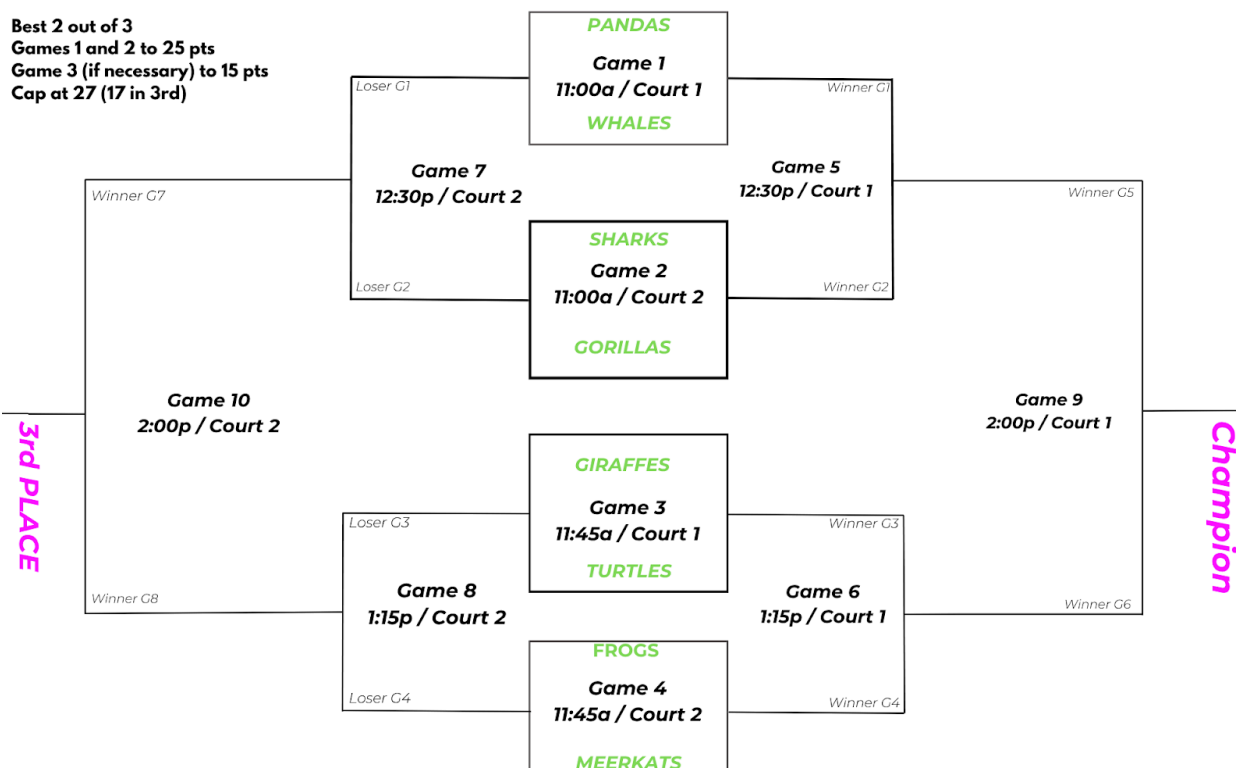 Best 2 out of 3
Games 1 and 2 to 25 pts
Game 3 (if necessary) to 15 pts
Cap at 27 (17 in 3rd)
PANDAS
Game 1
11:00a / Court 1
WHALES
Loser G1
Winner G1
Game 7
12:30p / Court 2
Game 5
12:30p / Court 1
Winner G7
Winner G5
SHARKS
Game 2
11:00a / Court 2
GORILLAS
Loser G2
Winner G2
Game 10
2:00p / Court 2
Game 9
2:00p / Court 1
3rd PLACE
Champion
GIRAFFES
Game 3
11:45a / Court 1
TURTLES
Loser G3
Winner G3
Game 8
1:15p / Court 2
Game 6
1:15p / Court 1
Winner G8
Winner G6
FROGS
Game 4
11:45a / Court 2
MEERKATS
Loser G4
Winner G4